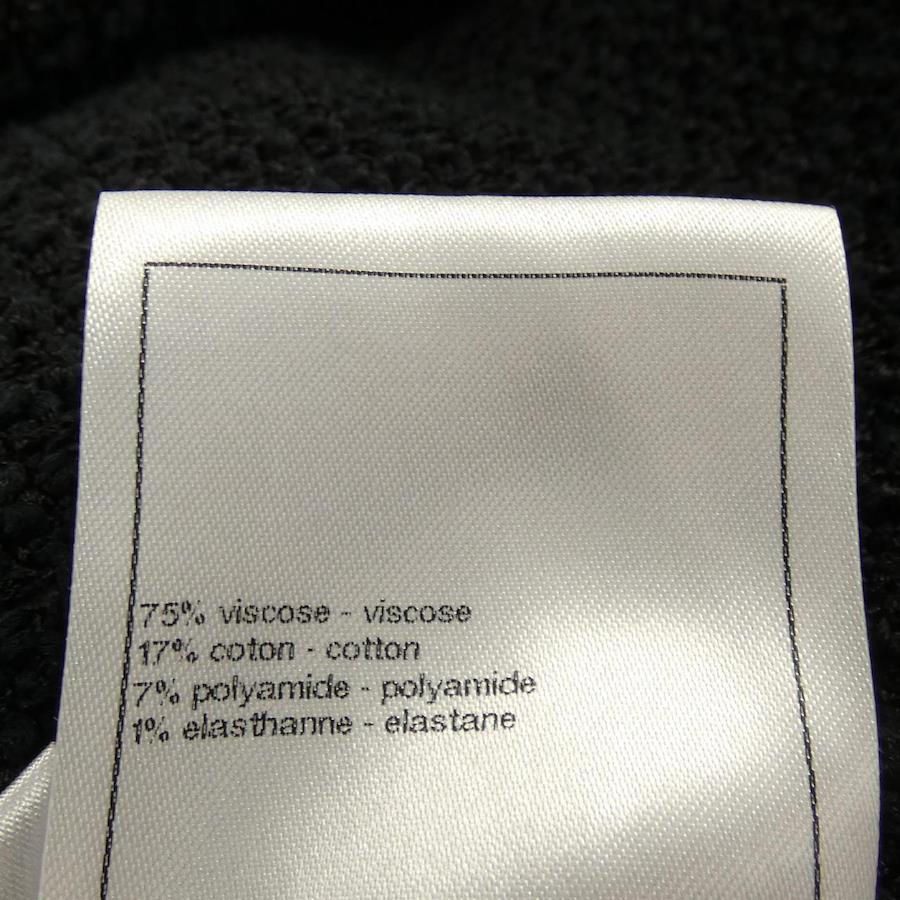 75% viscose - viscose
17% coton - cotton
7% polyamide - polyamide
1% elasthanne - elastane